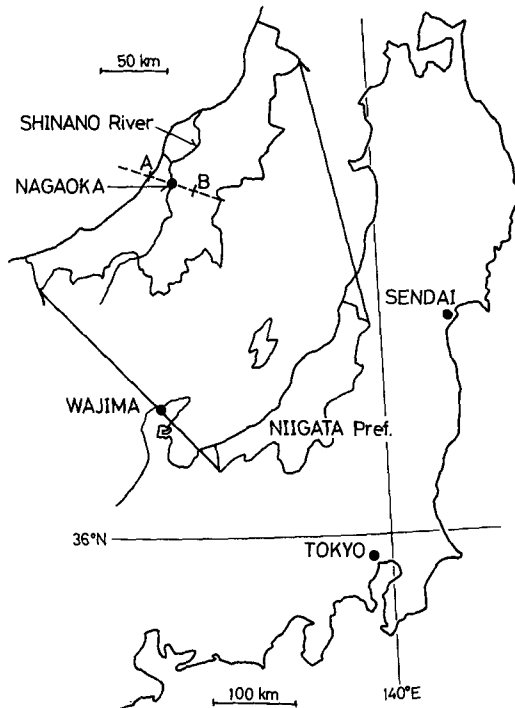 50 km
SHINANO River
A
NAGAOKA
B
SENDAI
WAJIMA
NIIGATA Pref.
36°N
TOKYO
100 km
140°E